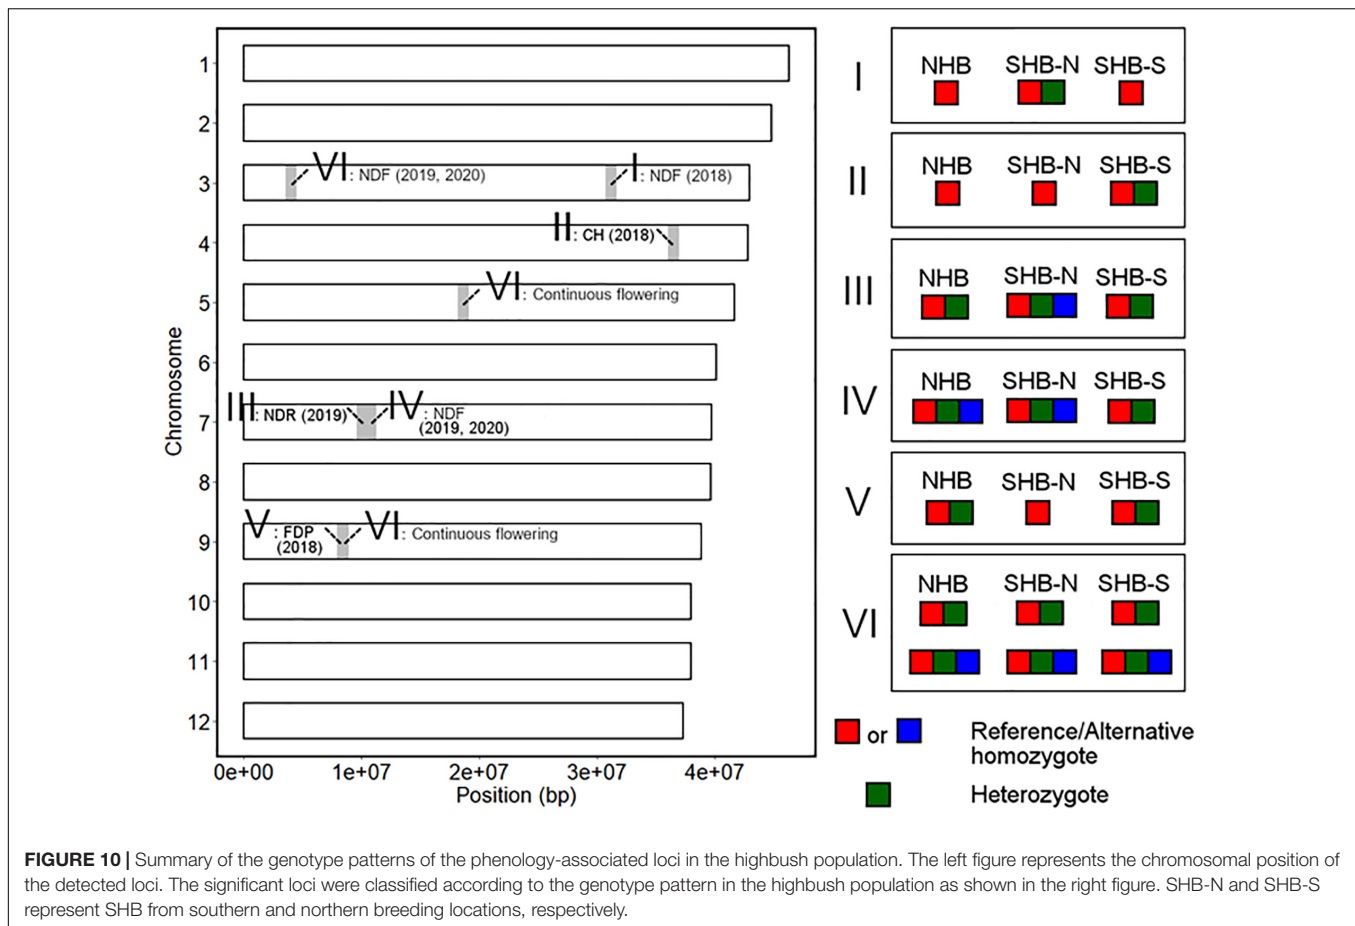 1
2
3
4
5
6
7
8
9
10
11
12
Chromosome
VI: NDF (2019, 2020)
I: NDF (2018)
II: CH (2018)
VI: Continuous flowering
III: NDR (2019)
IV: NDF
(2019, 2020)
V: FDP
(2018)
VI: Continuous flowering
0e+00 1e+07 2e+07 3e+07 4e+07
Position (bp)
I
NHB SHB-N SHB-S
II
NHB SHB-N SHB-S
III
NHB SHB-N SHB-S
IV
NHB SHB-N SHB-S
V
NHB SHB-N SHB-S
VI
NHB SHB-N SHB-S
or Reference/Alternative
homozygote
Heterozygote
FIGURE 10 | Summary of the genotype patterns of the phenology-associated loci in the highbush population. The left figure represents the chromosomal position of
the detected loci. The significant loci were classified according to the genotype pattern in the highbush population as shown in the right figure. SHB-N and SHB-S
represent SHB from southern and northern breeding locations, respectively.